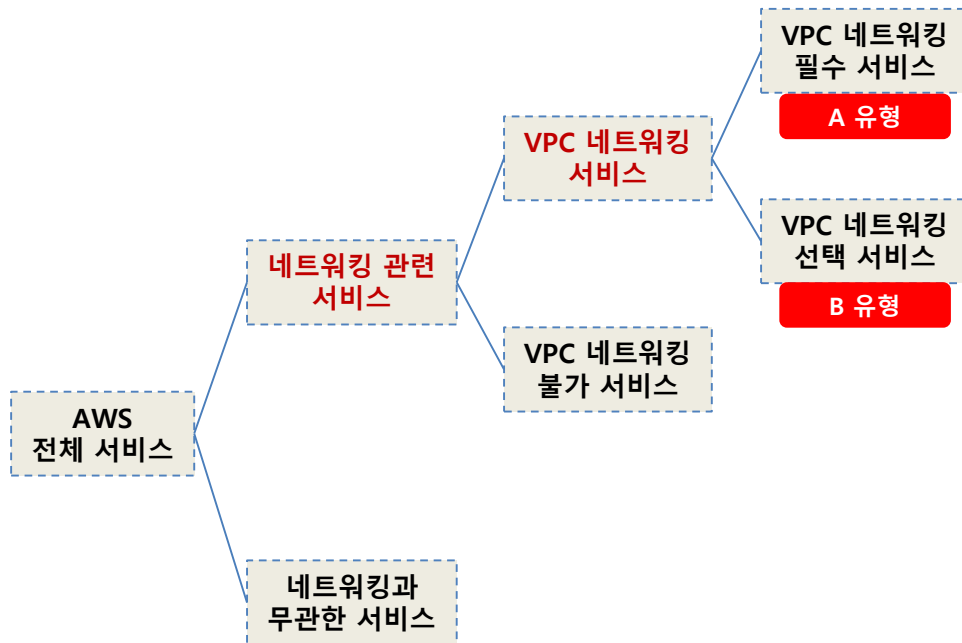 VPC 네트워킹
필수 서비스
A 유형
VPC 네트워킹
서비스
VPC 네트워킹
선택 서비스
B 유형
네트워킹 관련
서비스
VPC 네트워킹
불가 서비스
AWS
전체 서비스
네트워킹과
무관한 서비스